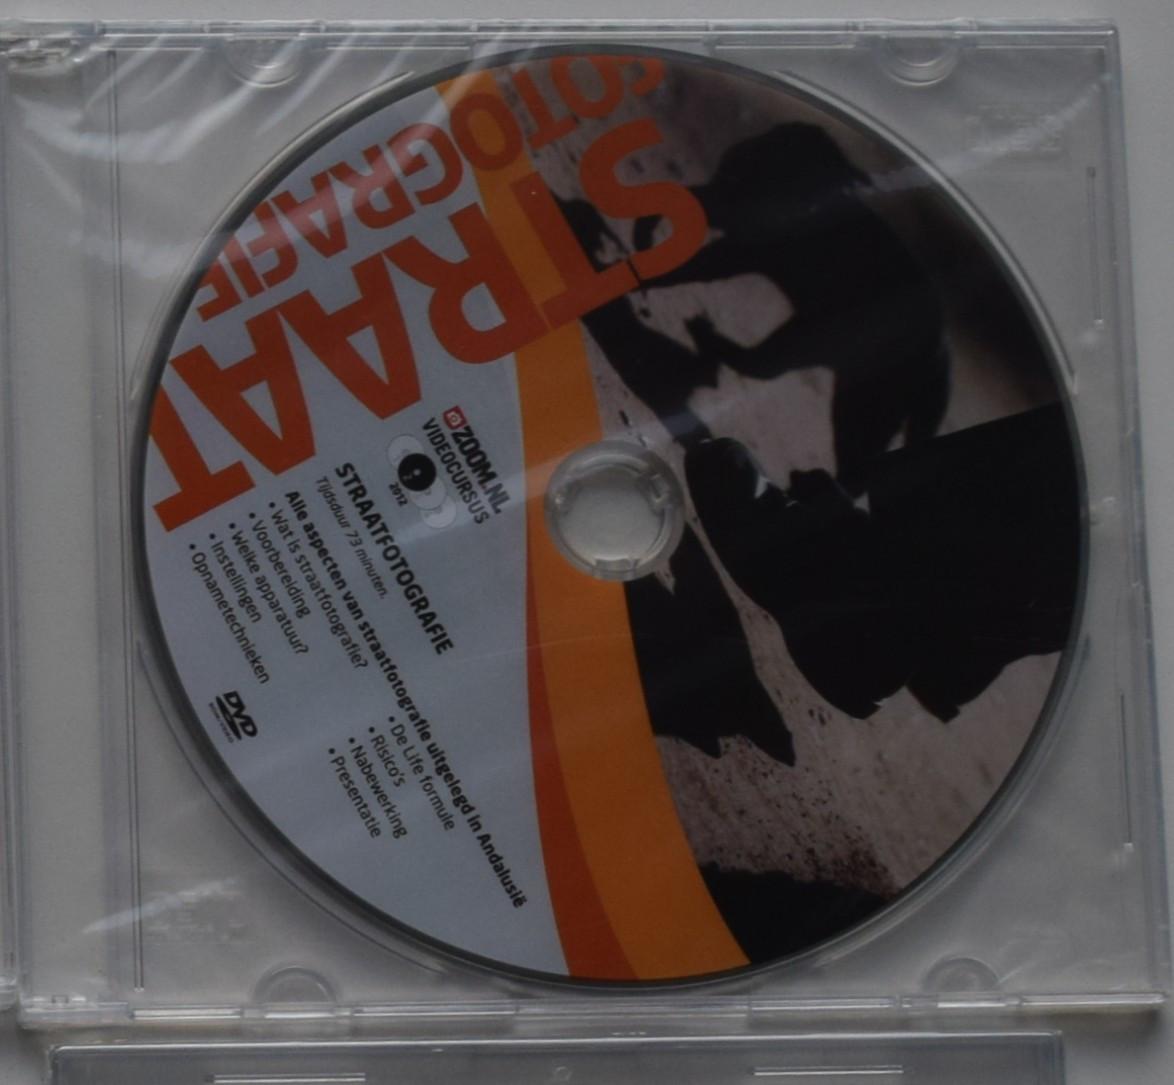 STRAAT
FOTOGRAFIE
ZOOM.NL
VIDEOCURSUS
9
2012
STRAATFOTOGRAFIE
Tijdsduur 73 minuten.
Alle aspecten van straatfotografie uitgelegd in Andalusië
• Wat is straatfotografie?
• Voorbereiding
• Welke apparatuur?
• Instellingen
• Opnametechnieken
• De Life formule
• Risico's
• Nabewerking
• Presentatie
DVD